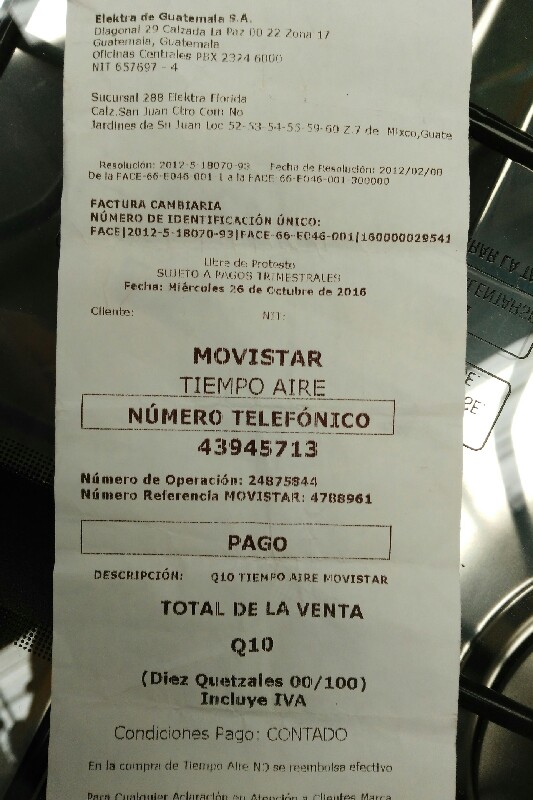 Elektra de Guatemala S.A.
Diagonal 29 Calzada La Paz 00 22 Zona 17
Guatemala, Guatemala
Oficinas Centrales PBX 2324 6000
NIT 657697 - 4
Sucursal 288 Elektra Florida
Calz.San Juan Ctro Com No
Jardines de Sn Juan Loc 52-53-54-55-59-60 Z.7 de Mixco,Guate
Resolución: 2012-5-18070-93 Fecha de Resolución: 2012/02/08
De la FACE-66-E046-001 1 a la FACE-66-E046-001 300000
FACTURA CAMBIARIA
NÚMERO DE IDENTIFICACIÓN ÚNICO:
FACE|2012-5-18070-93|FACE-66-E046-001|160000029541
Libre de Protesto
SUJETO A PAGOS TRIMESTRALES
Fecha: Miércoles 26 de Octubre de 2016
Cliente: NIT:
MOVISTAR
TIEMPO AIRE
NÚMERO TELEFÓNICO
43945713
Número de Operación: 24875844
Número Referencia MOVISTAR: 4788961
PAGO
DESCRIPCIÓN: Q10 TIEMPO AIRE MOVISTAR
TOTAL DE LA VENTA
Q10
(Diez Quetzales 00/100)
Incluye IVA
Condiciones Pago: CONTADO
En la compra de Tiempo Aire NO se reembolsa efectivo
Para Cualquier Aclaración en Atención a Clientes Marca